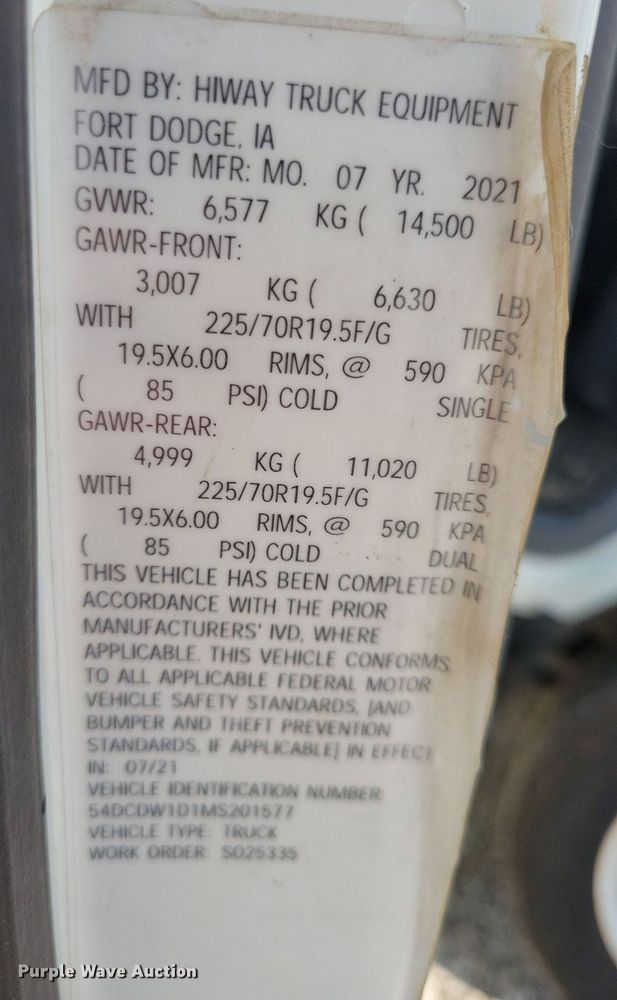 MFD BY: HIWAY TRUCK EQUIPMENT
FORT DODGE, IA
DATE OF MFR: MO. 07 YR. 2021
GVWR: 6,577 KG ( 14,500 LB)
GAWR-FRONT:
3,007 KG ( 6,630 LB)
WITH 225/70R19.5F/G TIRES,
19.5X6.00 RIMS, @ 590 KPA
( 85 PSI) COLD SINGLE
GAWR-REAR:
4,999 KG ( 11,020 LB)
WITH 225/70R19.5F/G TIRES,
19.5X6.00 RIMS, @ 590 KPA
( 85 PSI) COLD DUAL
THIS VEHICLE HAS BEEN COMPLETED IN
ACCORDANCE WITH THE PRIOR
MANUFACTURERS' IVD, WHERE
APPLICABLE. THIS VEHICLE CONFORMS
TO ALL APPLICABLE FEDERAL MOTOR
VEHICLE SAFETY STANDARDS, [AND
BUMPER AND THEFT PREVENTION
STANDARDS, IF APPLICABLE] IN EFFECT
IN: 07/21
VEHICLE IDENTIFICATION NUMBER:
54DCDW1D1MS201577
VEHICLE TYPE: TRUCK
WORK ORDER: SO25335
Purple Wave Auction